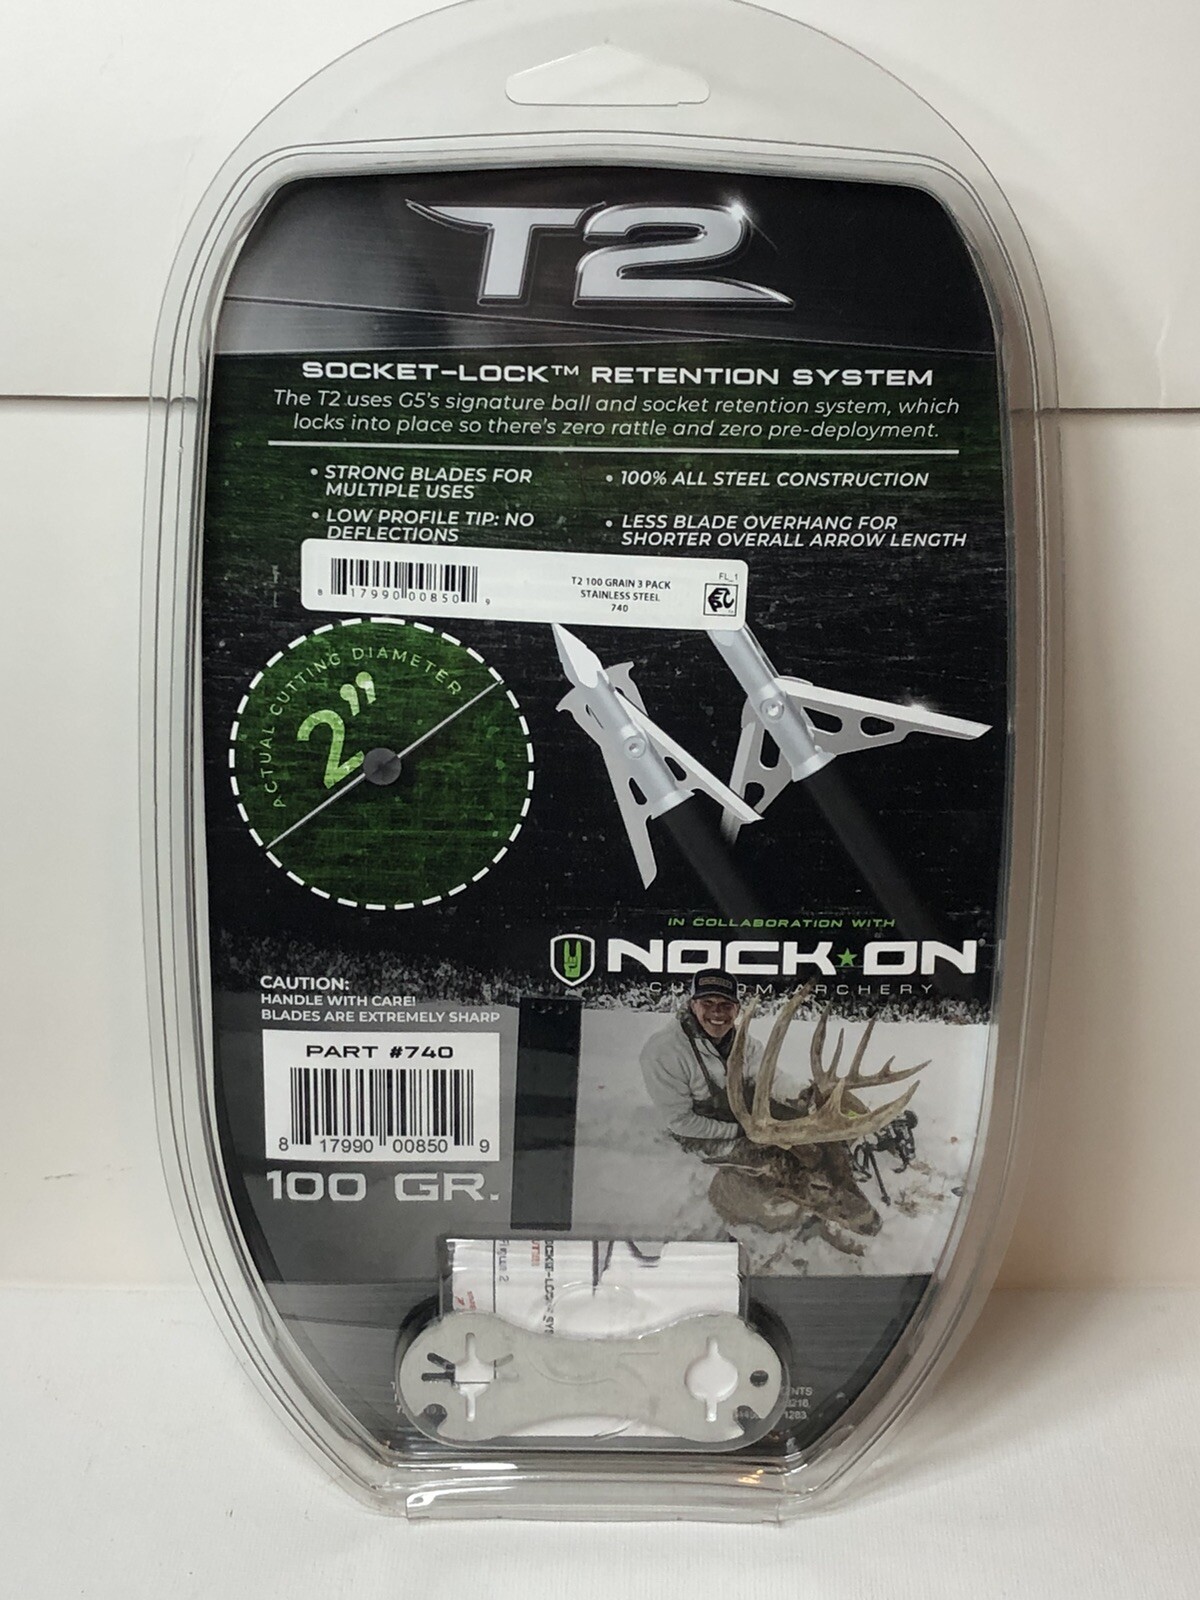 T2
SOCKET-LOCK™ RETENTION SYSTEM
The T2 uses G5's signature ball and socket retention system, which
locks into place so there's zero rattle and zero pre-deployment.
• STRONG BLADES FOR
MULTIPLE USES
• LOW PROFILE TIP: NO
DEFLECTIONS
• 100% ALL STEEL CONSTRUCTION
• LESS BLADE OVERHANG FOR
SHORTER OVERALL ARROW LENGTH
8 17990 00850 9
T2 100 GRAIN 3 PACK
STAINLESS STEEL
740
FL_1
ACTUAL CUTTING DIAMETER
2"
IN COLLABORATION WITH
NOCK ON
CUSTOM ARCHERY
CAUTION:
HANDLE WITH CARE!
BLADES ARE EXTREMELY SHARP
PART #740
8 17990 00850 9
100 GR.